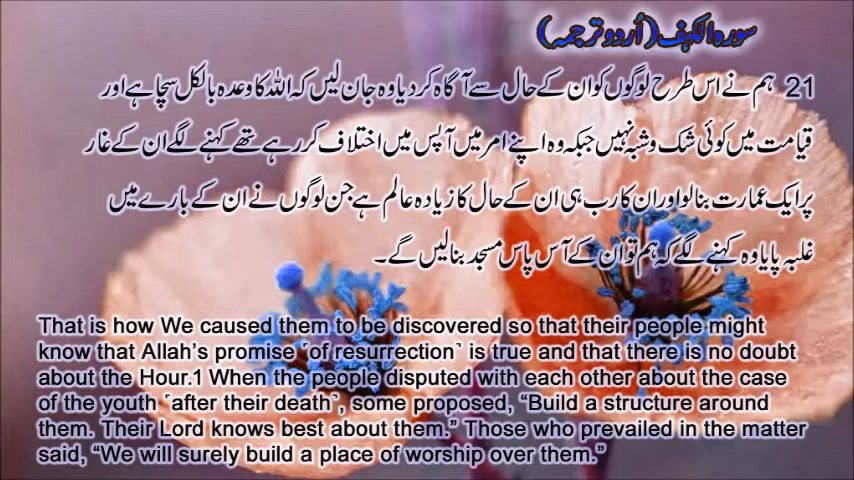 سورہ الکہف (اُردو ترجمہ)
21 ہم نے اس طرح لوگوں کو ان کے حال سے آگاہ کر دیا وہ جان لیں کہ اللہ کا وعدہ بالکل سچا ہے اور
قیامت میں کوئی شک و شبہ نہیں جبکہ وہ اپنے امر میں آپس میں اختلاف کر رہے تھے کہنے لگے ان کے غار
پر ایک عمارت بنا لو اور ان کا رب ہی ان کے حال کا زیادہ عالم ہے جن لوگوں نے ان کے بارے میں
غلبہ پایا وہ کہنے لگے کہ ہم تو ان کے آس پاس مسجد بنا لیں گے۔
That is how We caused them to be discovered so that their people might
know that Allah’s promise ˹of resurrection˺ is true and that there is no doubt
about the Hour.1 When the people disputed with each other about the case
of the youth ˹after their death˺, some proposed, “Build a structure around
them. Their Lord knows best about them.” Those who prevailed in the matter
said, “We will surely build a place of worship over them.”